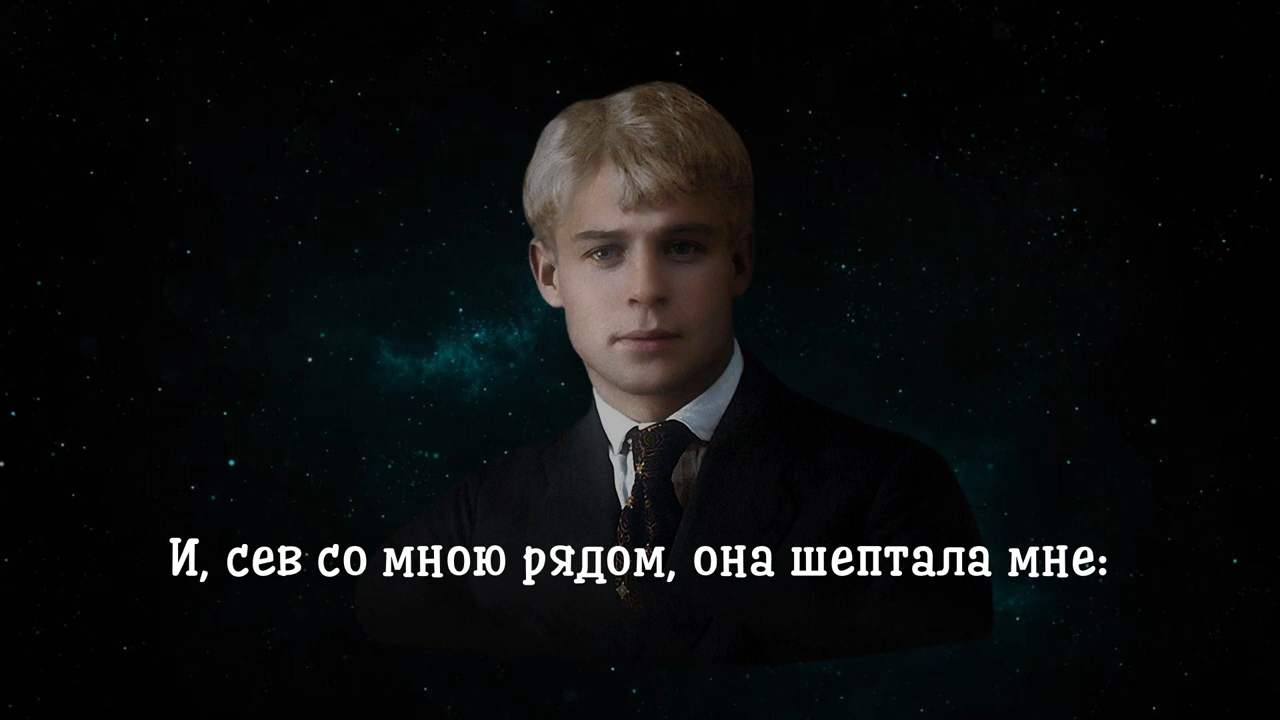 И, сев со мною рядом, она шептала мне: